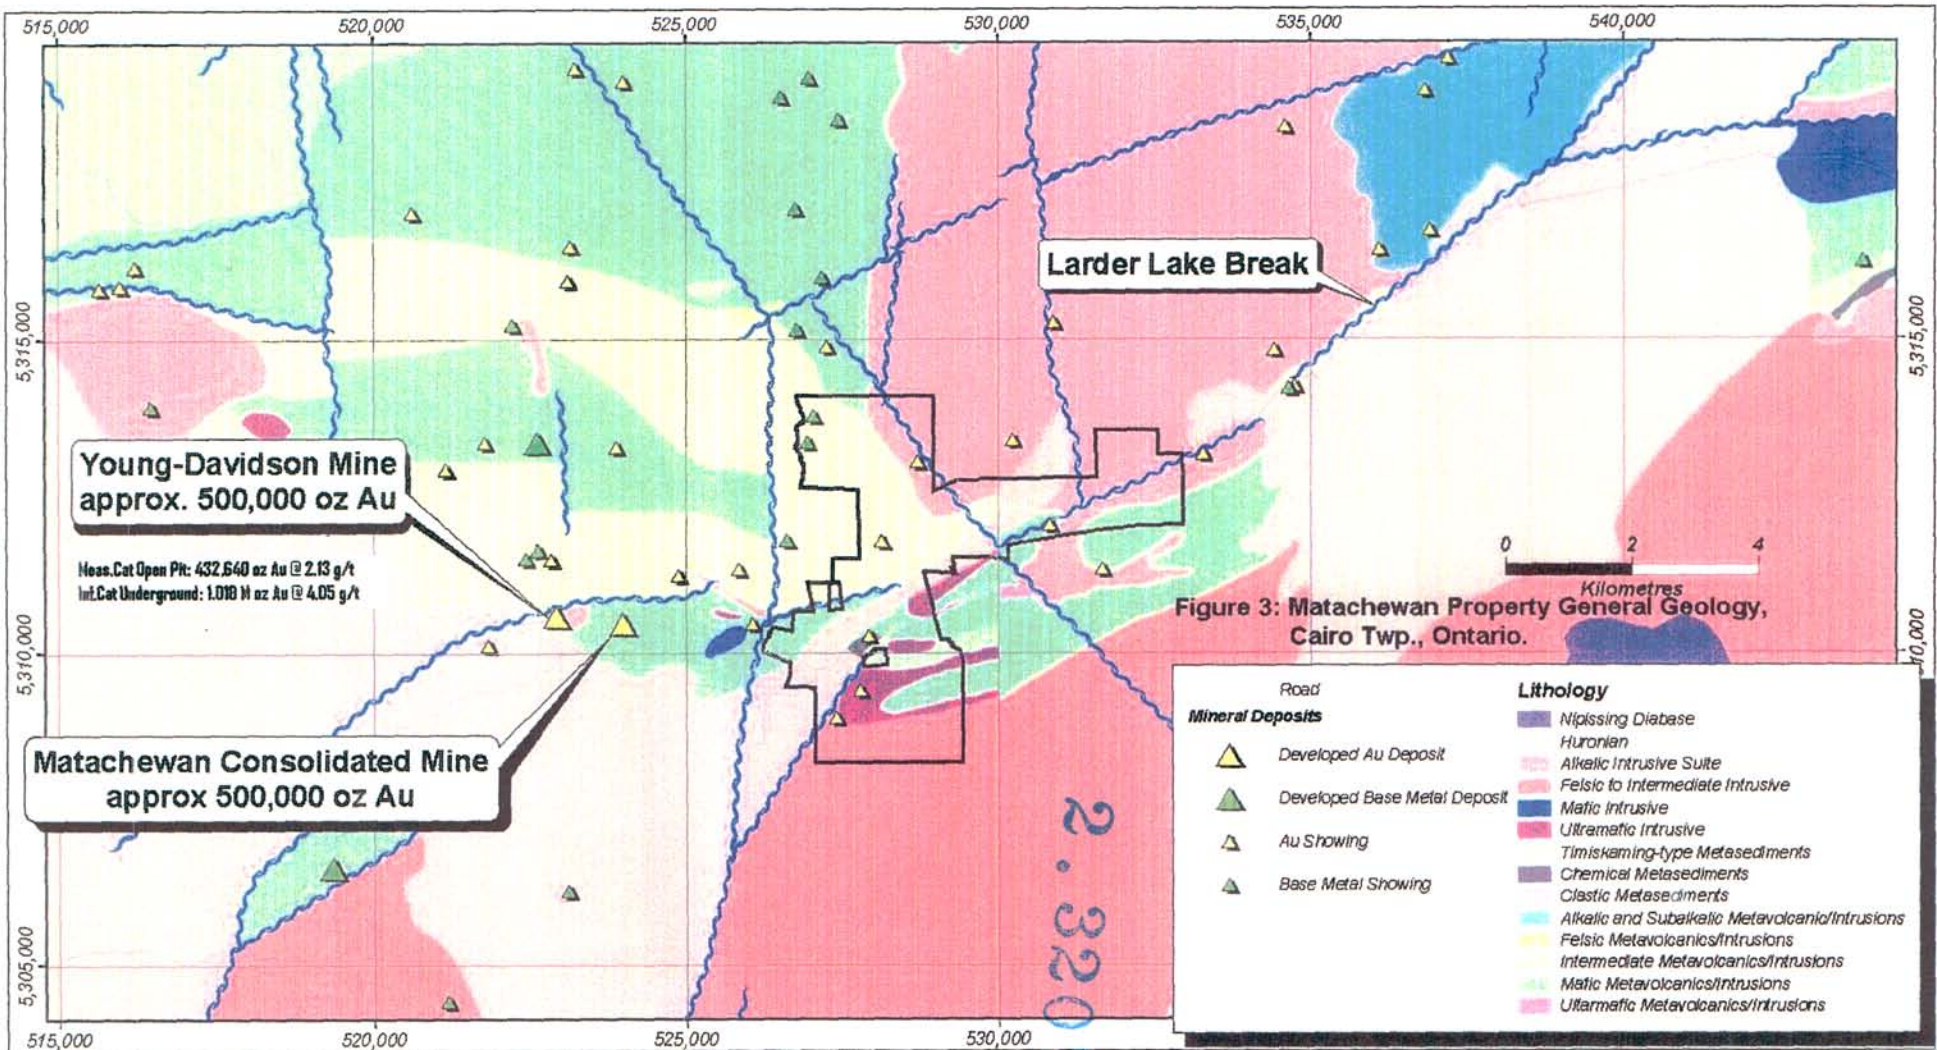 515,000
520,000
525,000
530,000
535,000
540,000
5,315,000
5,315,000
Larder Lake Break
Young-Davidson Mine
approx. 500,000 oz Au
Meas.Cat Open Pit: 432,640 oz Au @ 2.13 g/t
Inf.Cat Underground: 1.018 M oz Au @ 4.05 g/t
0 2 4
Kilometres
Figure 3: Matachewan Property General Geology,
Cairo Twp., Ontario.
5,310,000
10,000
Matachewan Consolidated Mine
approx 500,000 oz Au
Road
Mineral Deposits
Developed Au Deposit
Developed Base Metal Deposit
Au Showing
Base Metal Showing
Lithology
Nipissing Diabase
Huronian
Alkalic Intrusive Suite
Felsic to Intermediate Intrusive
Mafic Intrusive
Ultramafic Intrusive
Timiskaming-type Metasediments
Chemical Metasediments
Clastic Metasediments
Alkalic and Subalkalic Metavolcanic/Intrusions
Felsic Metavolcanics/Intrusions
Intermediate Metavolcanics/Intrusions
Mafic Metavolcanics/Intrusions
Ultarmafic Metavolcanics/Intrusions
2.320
5,305,000
515,000
520,000
525,000
530,000